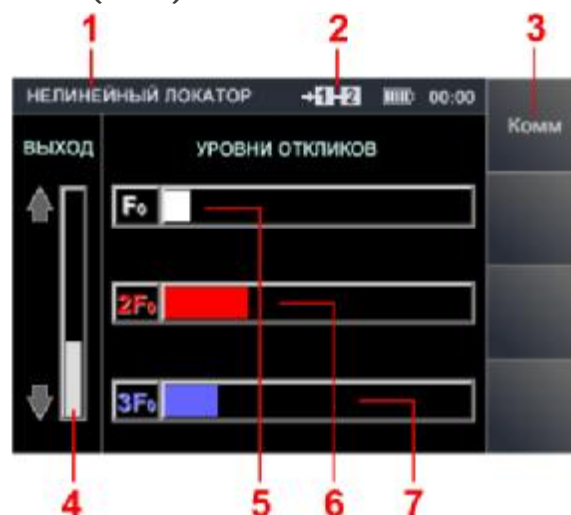 1 2 3
НЕЛИНЕЙНЫЙ ЛОКАТОР →1-2 00:00
Комм
ВЫХОД УРОВНИ ОТКЛИКОВ
F₀
2F₀
3F₀
4 5 6 7